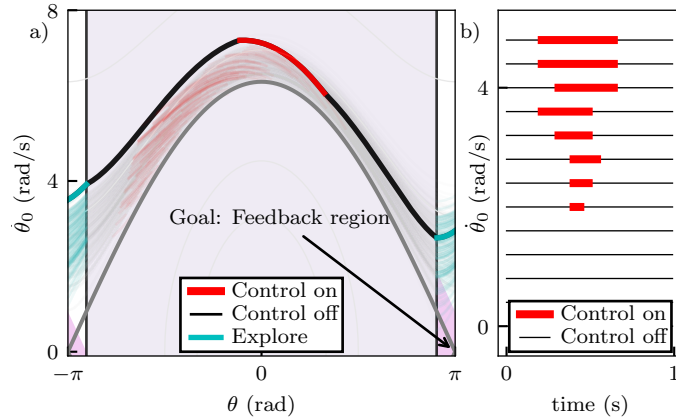 a)
8
4
0
θ̇₀ (rad/s)
Goal: Feedback region
Control on
Control off
Explore
−π
0
π
θ (rad)
b)
4
0
θ̇₀ (rad/s)
Control on
Control off
0
1
time (s)